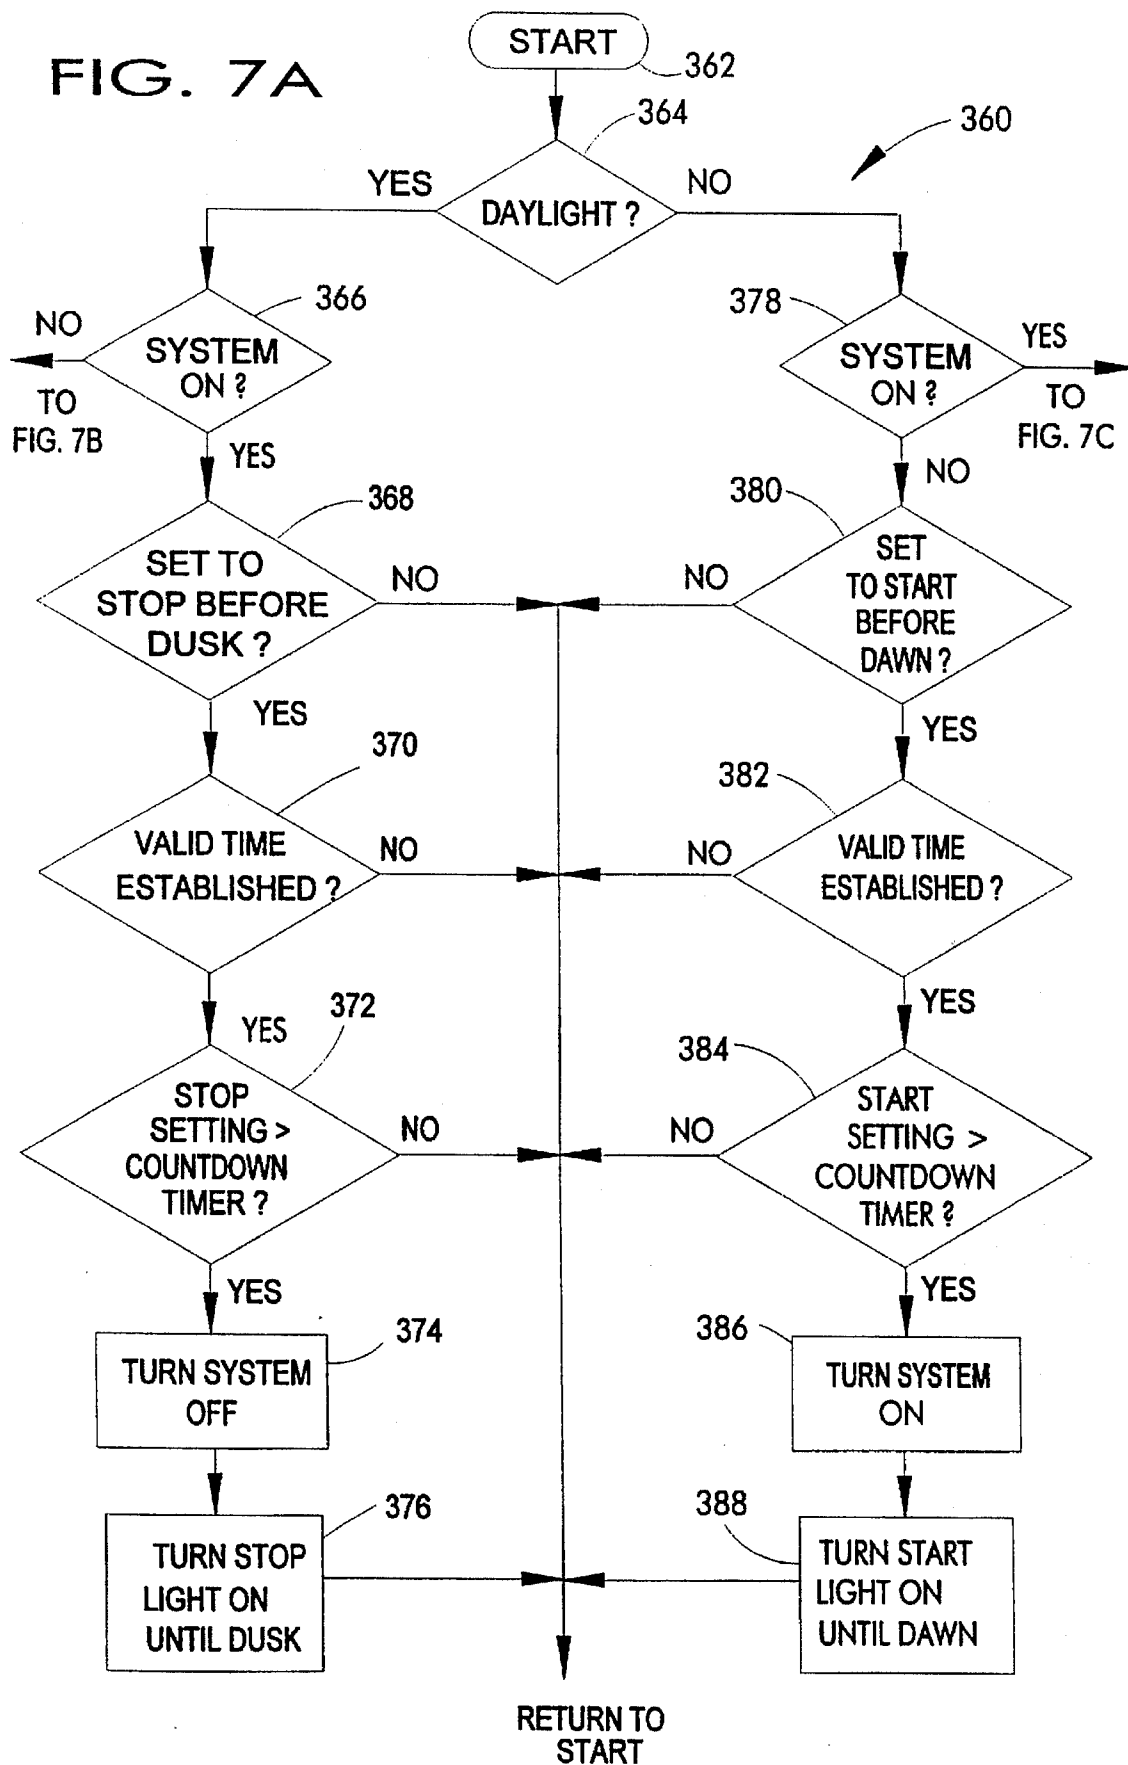 FIG. 7A
START
362
364
360
YES
DAYLIGHT ?
NO
366
NO
SYSTEM
ON ?
TO
FIG. 7B
YES
378
SYSTEM
ON ?
YES
TO
FIG. 7C
NO
368
SET TO
STOP BEFORE
DUSK ?
NO
YES
380
SET
TO START
BEFORE
DAWN ?
NO
YES
370
VALID TIME
ESTABLISHED ?
NO
YES
382
VALID TIME
ESTABLISHED ?
NO
YES
372
STOP
SETTING >
COUNTDOWN
TIMER ?
NO
YES
384
START
SETTING >
COUNTDOWN
TIMER ?
NO
YES
374
TURN SYSTEM
OFF
386
TURN SYSTEM
ON
376
TURN STOP
LIGHT ON
UNTIL DUSK
388
TURN START
LIGHT ON
UNTIL DAWN
RETURN TO
START